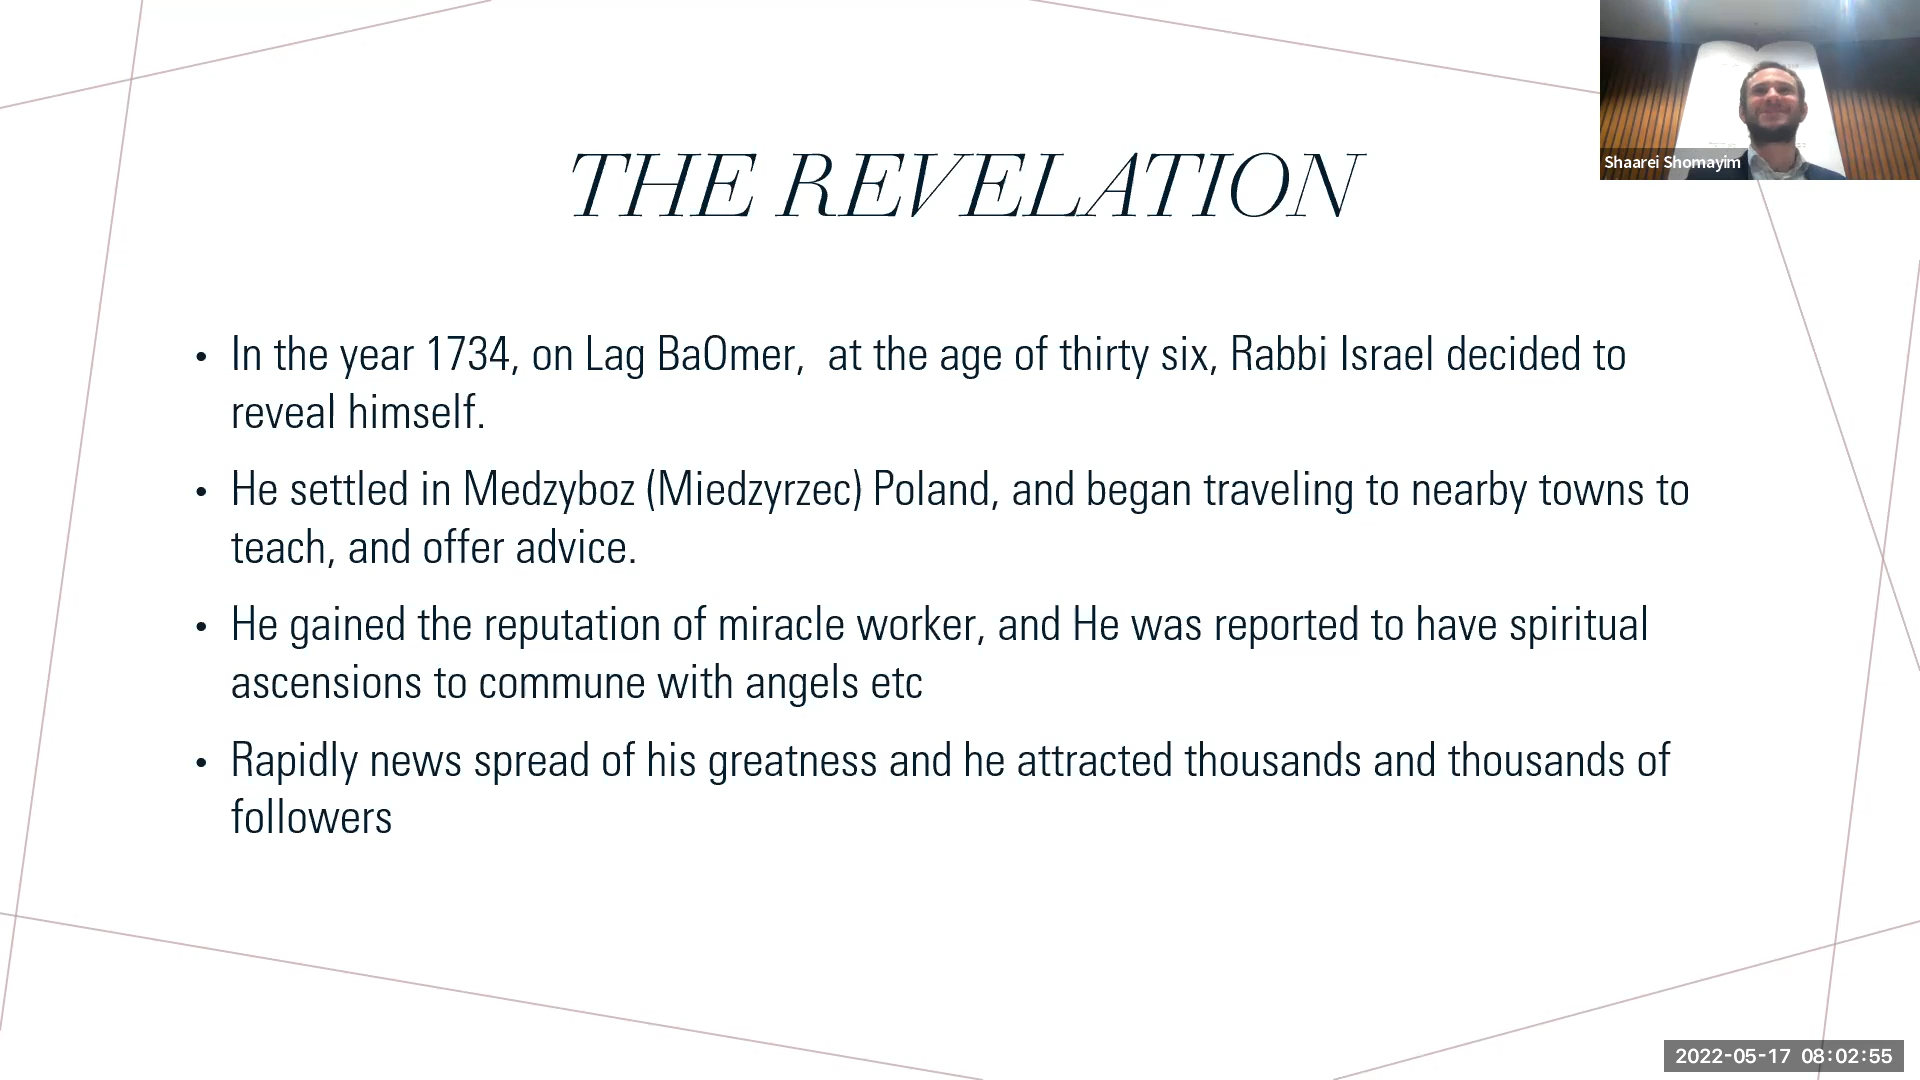 THE REVELATION
Shaarei Shomayim
• In the year 1734, on Lag BaOmer,  at the age of thirty six, Rabbi Israel decided to
reveal himself.
• He settled in Medzyboz (Miedzyrzec) Poland, and began traveling to nearby towns to
teach, and offer advice.
• He gained the reputation of miracle worker, and He was reported to have spiritual
ascensions to commune with angels etc
• Rapidly news spread of his greatness and he attracted thousands and thousands of
followers
2022-05-17 08:02:55